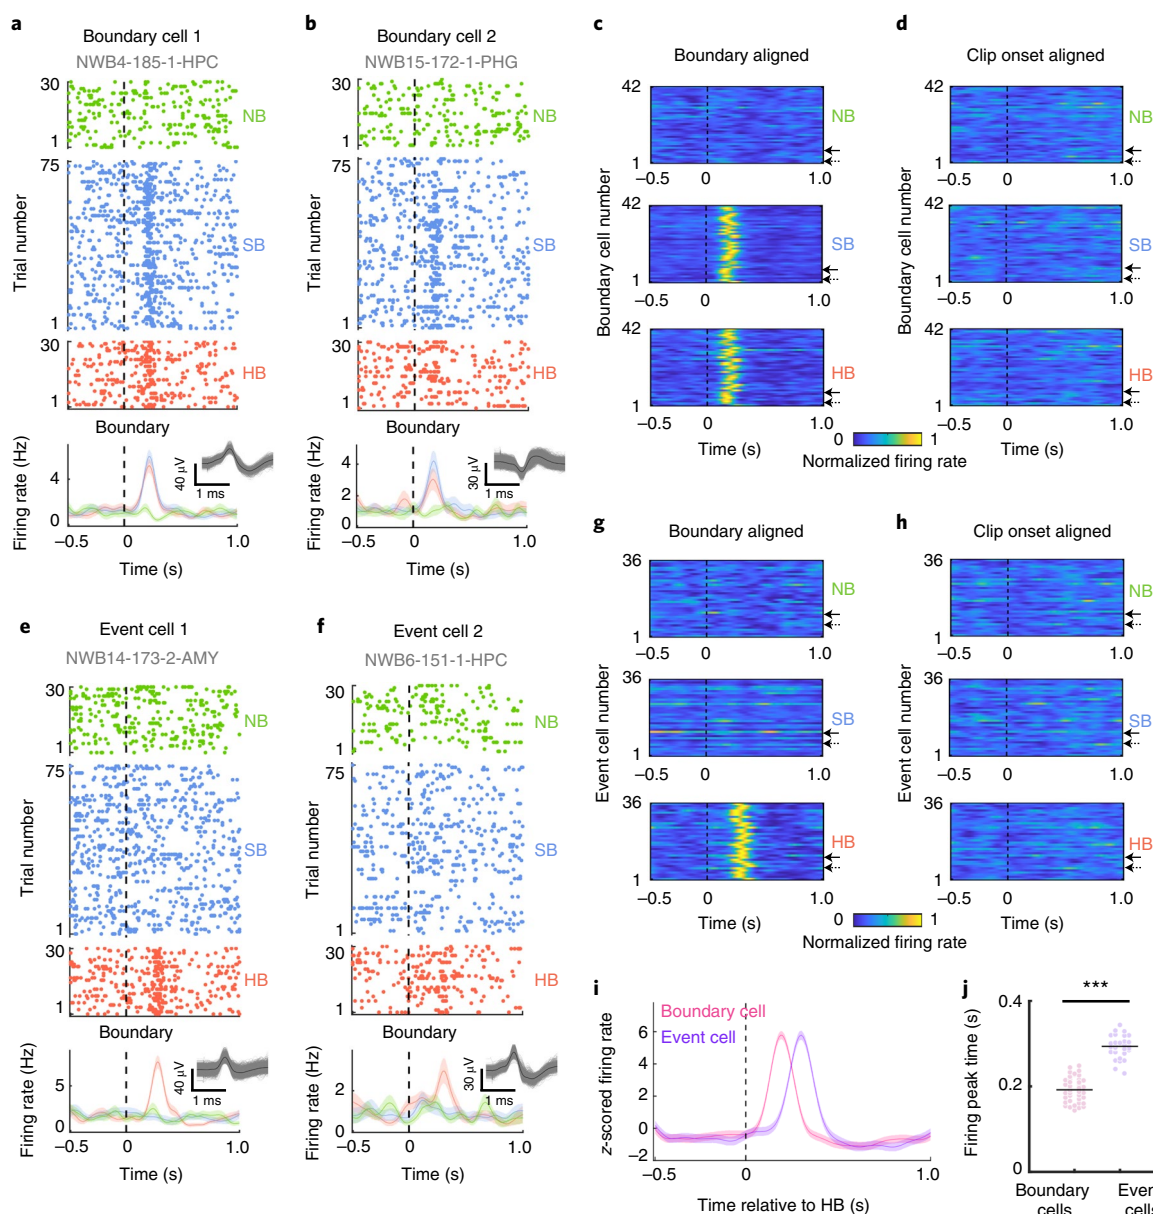 a
Boundary cell 1
NWB4-185-1-HPC
30
1
NB
75
1
SB
30
1
HB
Trial number
Boundary
Firing rate (Hz)
4
0
40 µV
1 ms
–0.5
0
1.0
Time (s)
b
Boundary cell 2
NWB15-172-1-PHG
30
1
NB
75
1
SB
30
1
HB
Boundary
Firing rate (Hz)
4
2
0
30 µV
1 ms
–0.5
0
1.0
Time (s)
c
Boundary aligned
42
1
NB
–0.5
0
1.0
42
1
SB
–0.5
0
1.0
42
1
HB
–0.5
0
1.0
Boundary cell number
Time (s)
0
1
Normalized firing rate
d
Clip onset aligned
42
1
NB
–0.5
0
1.0
42
1
SB
–0.5
0
1.0
42
1
HB
–0.5
0
1.0
Boundary cell number
Time (s)
e
Event cell 1
NWB14-173-2-AMY
30
1
NB
75
1
SB
30
1
HB
Trial number
Boundary
Firing rate (Hz)
5
0
40 µV
1 ms
–0.5
0
1.0
Time (s)
f
Event cell 2
NWB6-151-1-HPC
30
1
NB
75
1
SB
30
1
HB
Trial number
Boundary
Firing rate (Hz)
2
0
30 µV
1 ms
–0.5
0
1.0
Time (s)
g
Boundary aligned
36
1
NB
–0.5
0
1.0
36
1
SB
–0.5
0
1.0
36
1
HB
–0.5
0
1.0
Event cell number
Time (s)
0
1
Normalized firing rate
h
Clip onset aligned
36
1
NB
–0.5
0
1.0
36
1
SB
–0.5
0
1.0
36
1
HB
–0.5
0
1.0
Event cell number
Time (s)
i
Boundary cell
Event cell
z-scored firing rate
6
4
2
0
–2
–0.5
0
1.0
Time relative to HB (s)
j
***
Firing peak time (s)
0.4
0.2
0
Boundary
cells
Even
cells